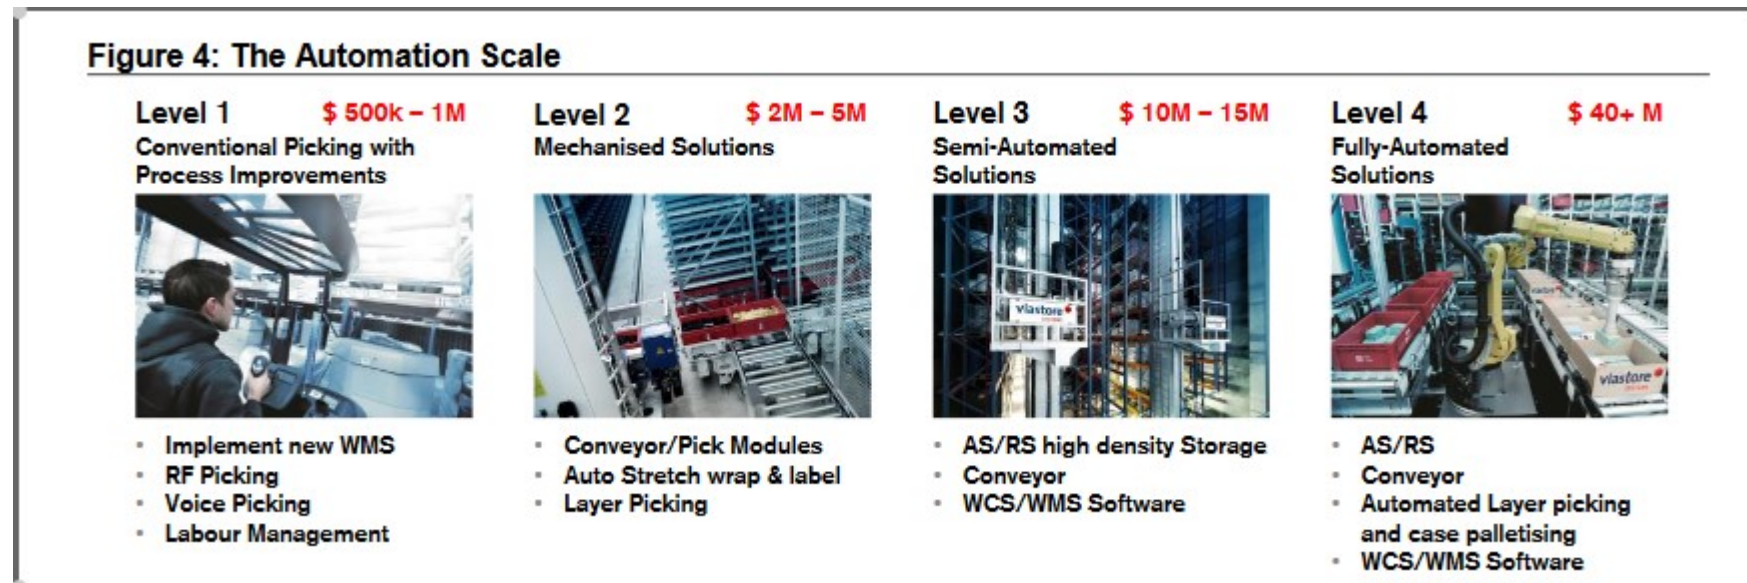 Figure 4: The Automation Scale
Level 1 $ 500k – 1M
Conventional Picking with
Process Improvements
Implement new WMS
RF Picking
Voice Picking
Labour Management
Level 2 $ 2M – 5M
Mechanised Solutions
Conveyor/Pick Modules
Auto Stretch wrap & label
Layer Picking
Level 3 $ 10M – 15M
Semi-Automated
Solutions
viastore
AS/RS high density Storage
Conveyor
WCS/WMS Software
Level 4 $ 40+ M
Fully-Automated
Solutions
viastore
AS/RS
Conveyor
Automated Layer picking
and case palletising
WCS/WMS Software